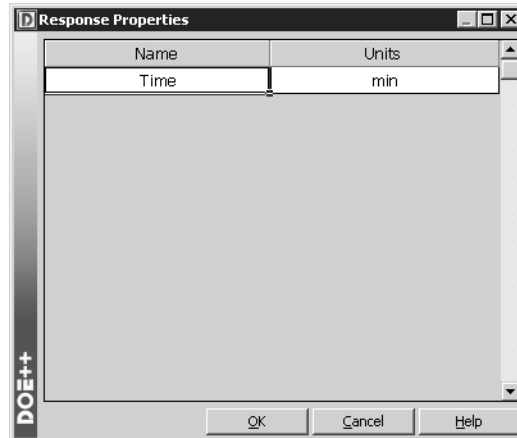 Response Properties
Name Units
Time min
DOE++
OK Cancel Help